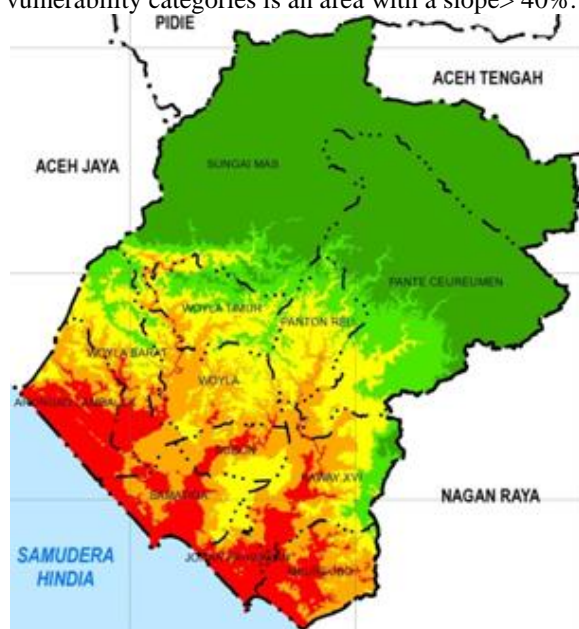 vulnerability categories is an area with a slope> 40%.
PIDIE
ACEH TENGAH
ACEH JAYA
SUNGAI MAS
PANTE CEUREUMEN
WOYLA TIMUR
PANTON REU
WOYLA BARAT
WOYLA
BUBON
KAWAY XVI
NAGAN RAYA
SAMATIGA
SAMUDERA
HINDIA